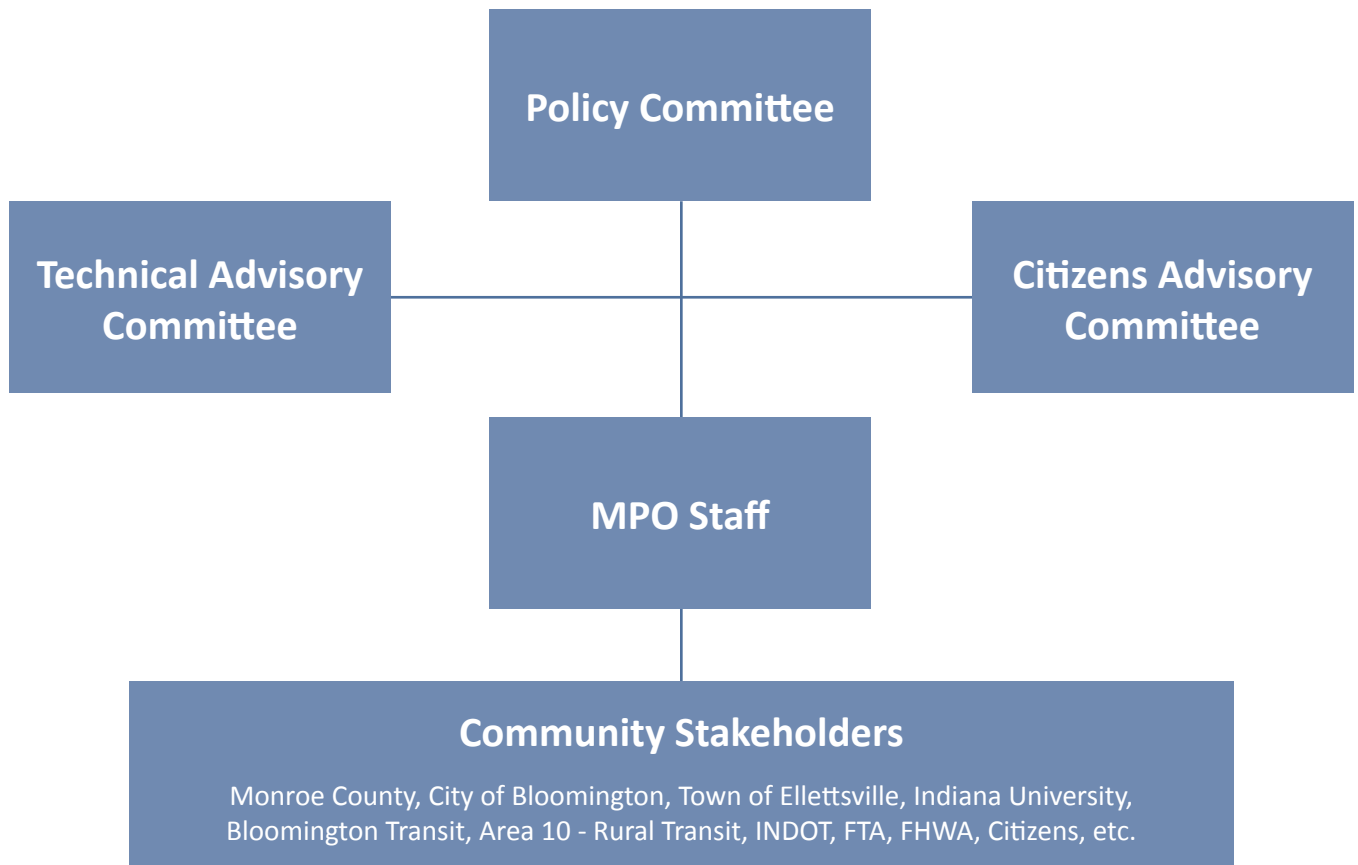 Policy Committee
Technical Advisory
Committee
Citizens Advisory
Committee
MPO Staff
Community Stakeholders
Monroe County, City of Bloomington, Town of Ellettsville, Indiana University,
Bloomington Transit, Area 10 - Rural Transit, INDOT, FTA, FHWA, Citizens, etc.